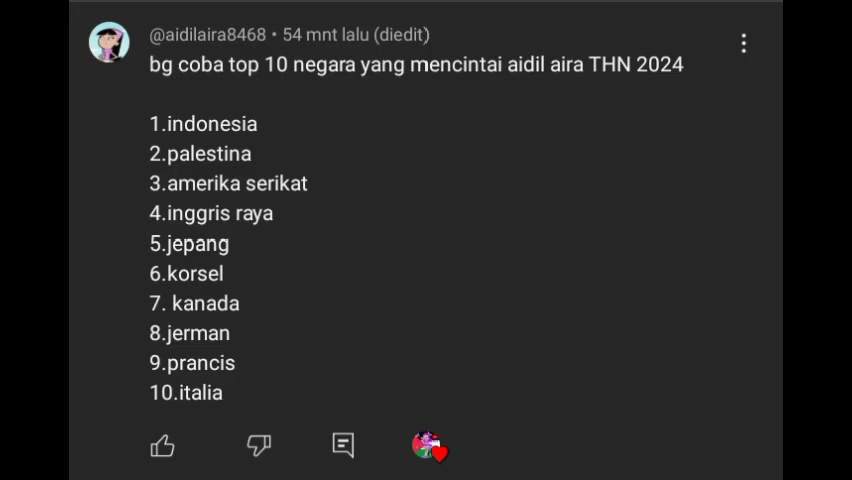 @aidilaira8468 • 54 mnt lalu (diedit)
bg coba top 10 negara yang mencintai aidil aira THN 2024
1.indonesia
2.palestina
3.amerika serikat
4.inggris raya
5.jepang
6.korsel
7. kanada
8.jerman
9.prancis
10.italia